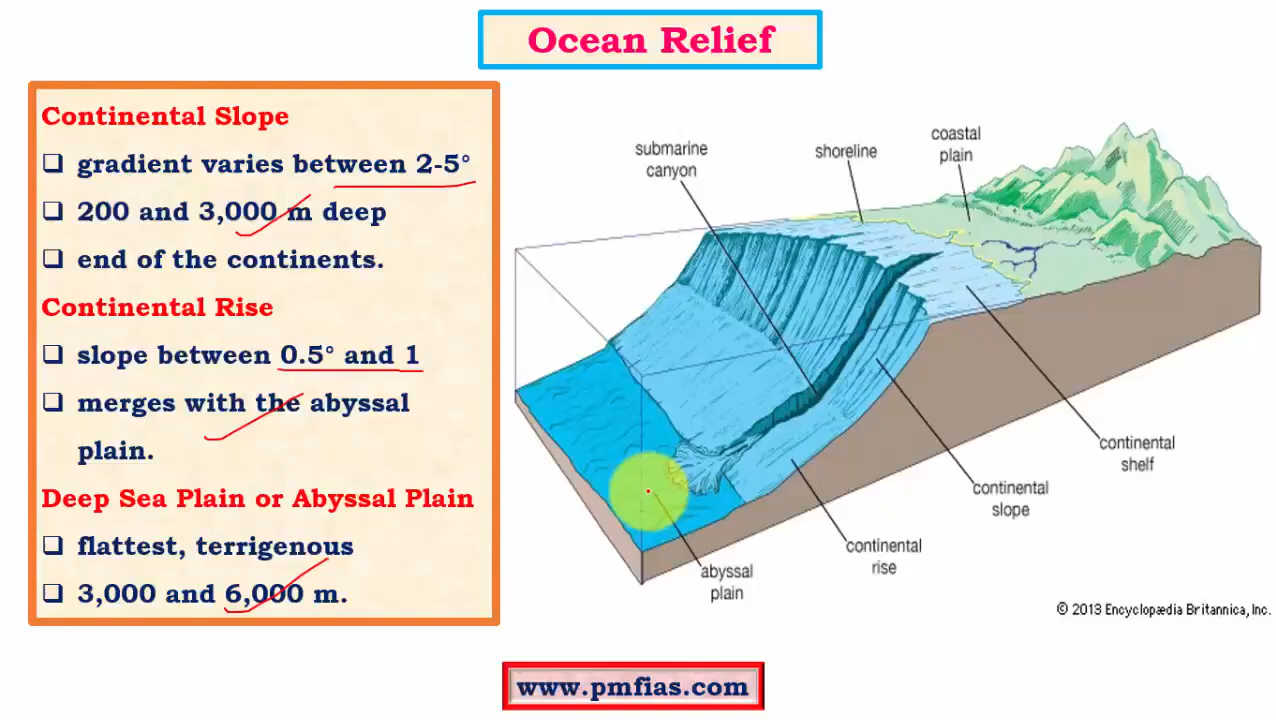 Ocean Relief
Continental Slope
❑ gradient varies between 2-5°
❑ 200 and 3,000 m deep
❑ end of the continents.
Continental Rise
❑ slope between 0.5° and 1
❑ merges with the abyssal
plain.
Deep Sea Plain or Abyssal Plain
❑ flattest, terrigenous
❑ 3,000 and 6,000 m.
submarine
canyon
shoreline
coastal
plain
continental
shelf
continental
slope
continental
rise
abyssal
plain
© 2013 Encyclopædia Britannica, Inc.
www.pmfias.com